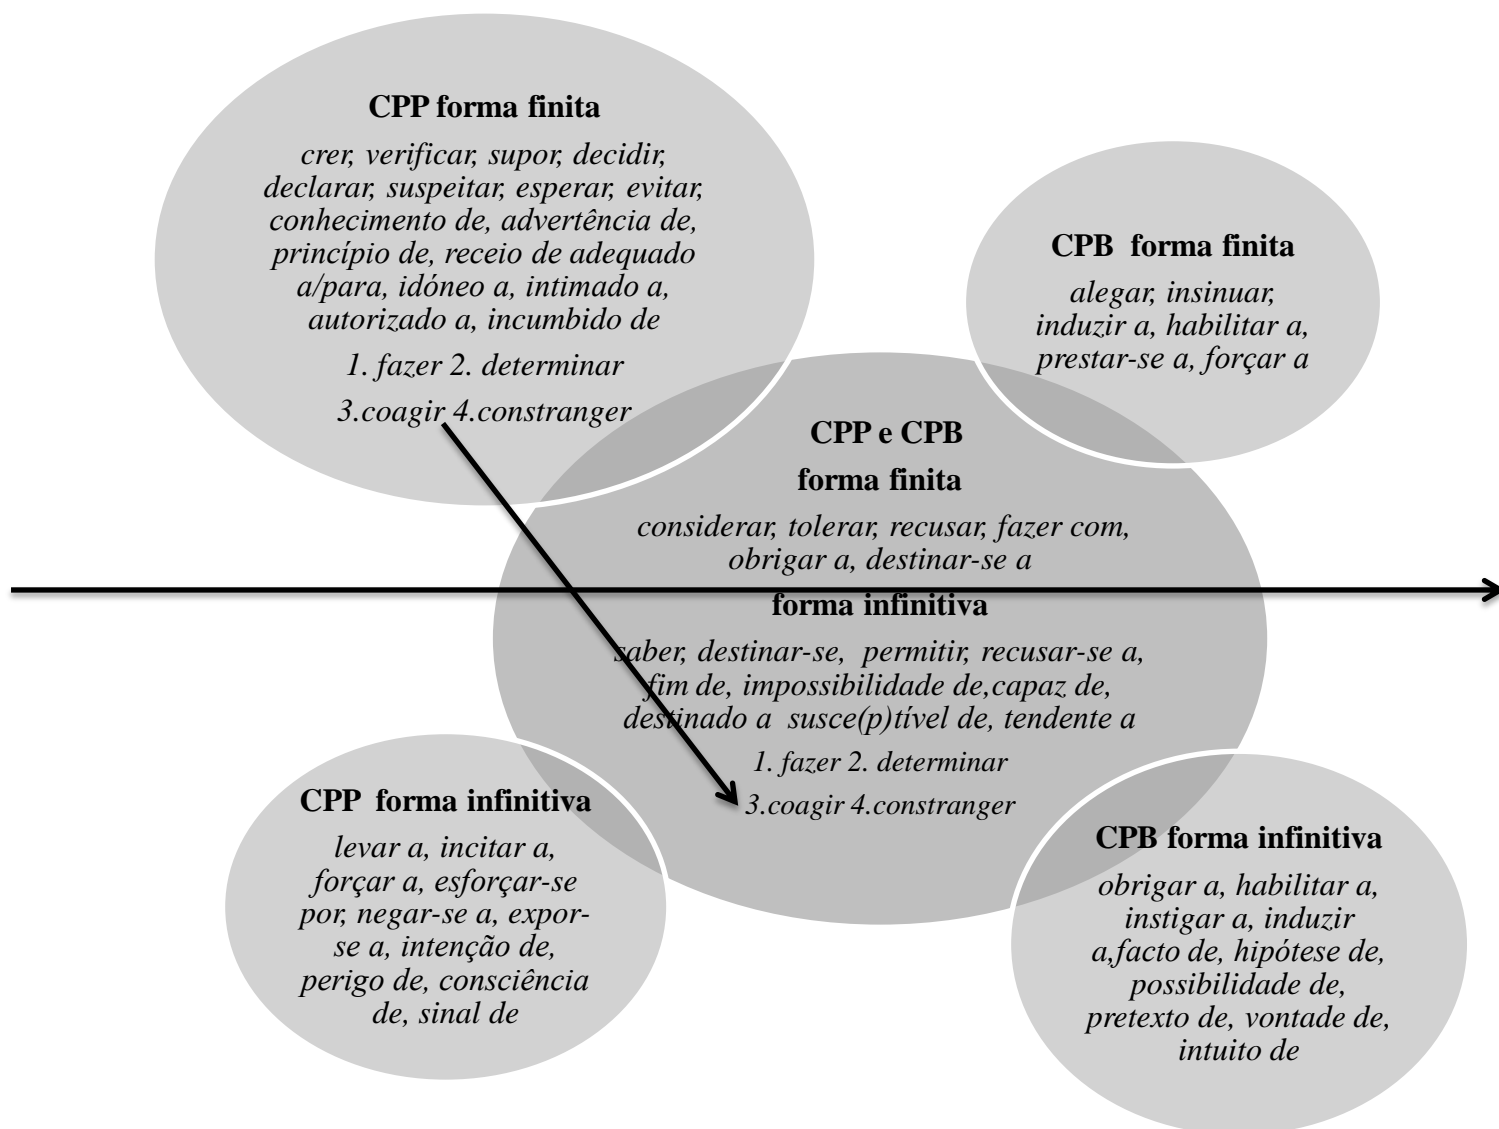 CPP forma finita
crer, verificar, supor, decidir,
declarar, suspeitar, esperar, evitar,
conhecimento de, advertência de,
princípio de, receio de adequado
a/para, idóneo a, intimado a,
autorizado a, incumbido de
1. fazer 2. determinar
3.coagir 4.constranger
CPB forma finita
alegar, insinuar,
induzir a, habilitar a,
prestar-se a, forçar a
CPP e CPB
forma finita
considerar, tolerar, recusar, fazer com,
obrigar a, destinar-se a
forma infinitiva
saber, destinar-se, permitir, recusar-se a,
fim de, impossibilidade de,capaz de,
destinado a susce(p)tível de, tendente a
1. fazer 2. determinar
3.coagir 4.constranger
CPP forma infinitiva
levar a, incitar a,
forçar a, esforçar-se
por, negar-se a, expor-
se a, intenção de,
perigo de, consciência
de, sinal de
CPB forma infinitiva
obrigar a, habilitar a,
instigar a, induzir
a,facto de, hipótese de,
possibilidade de,
pretexto de, vontade de,
intuito de